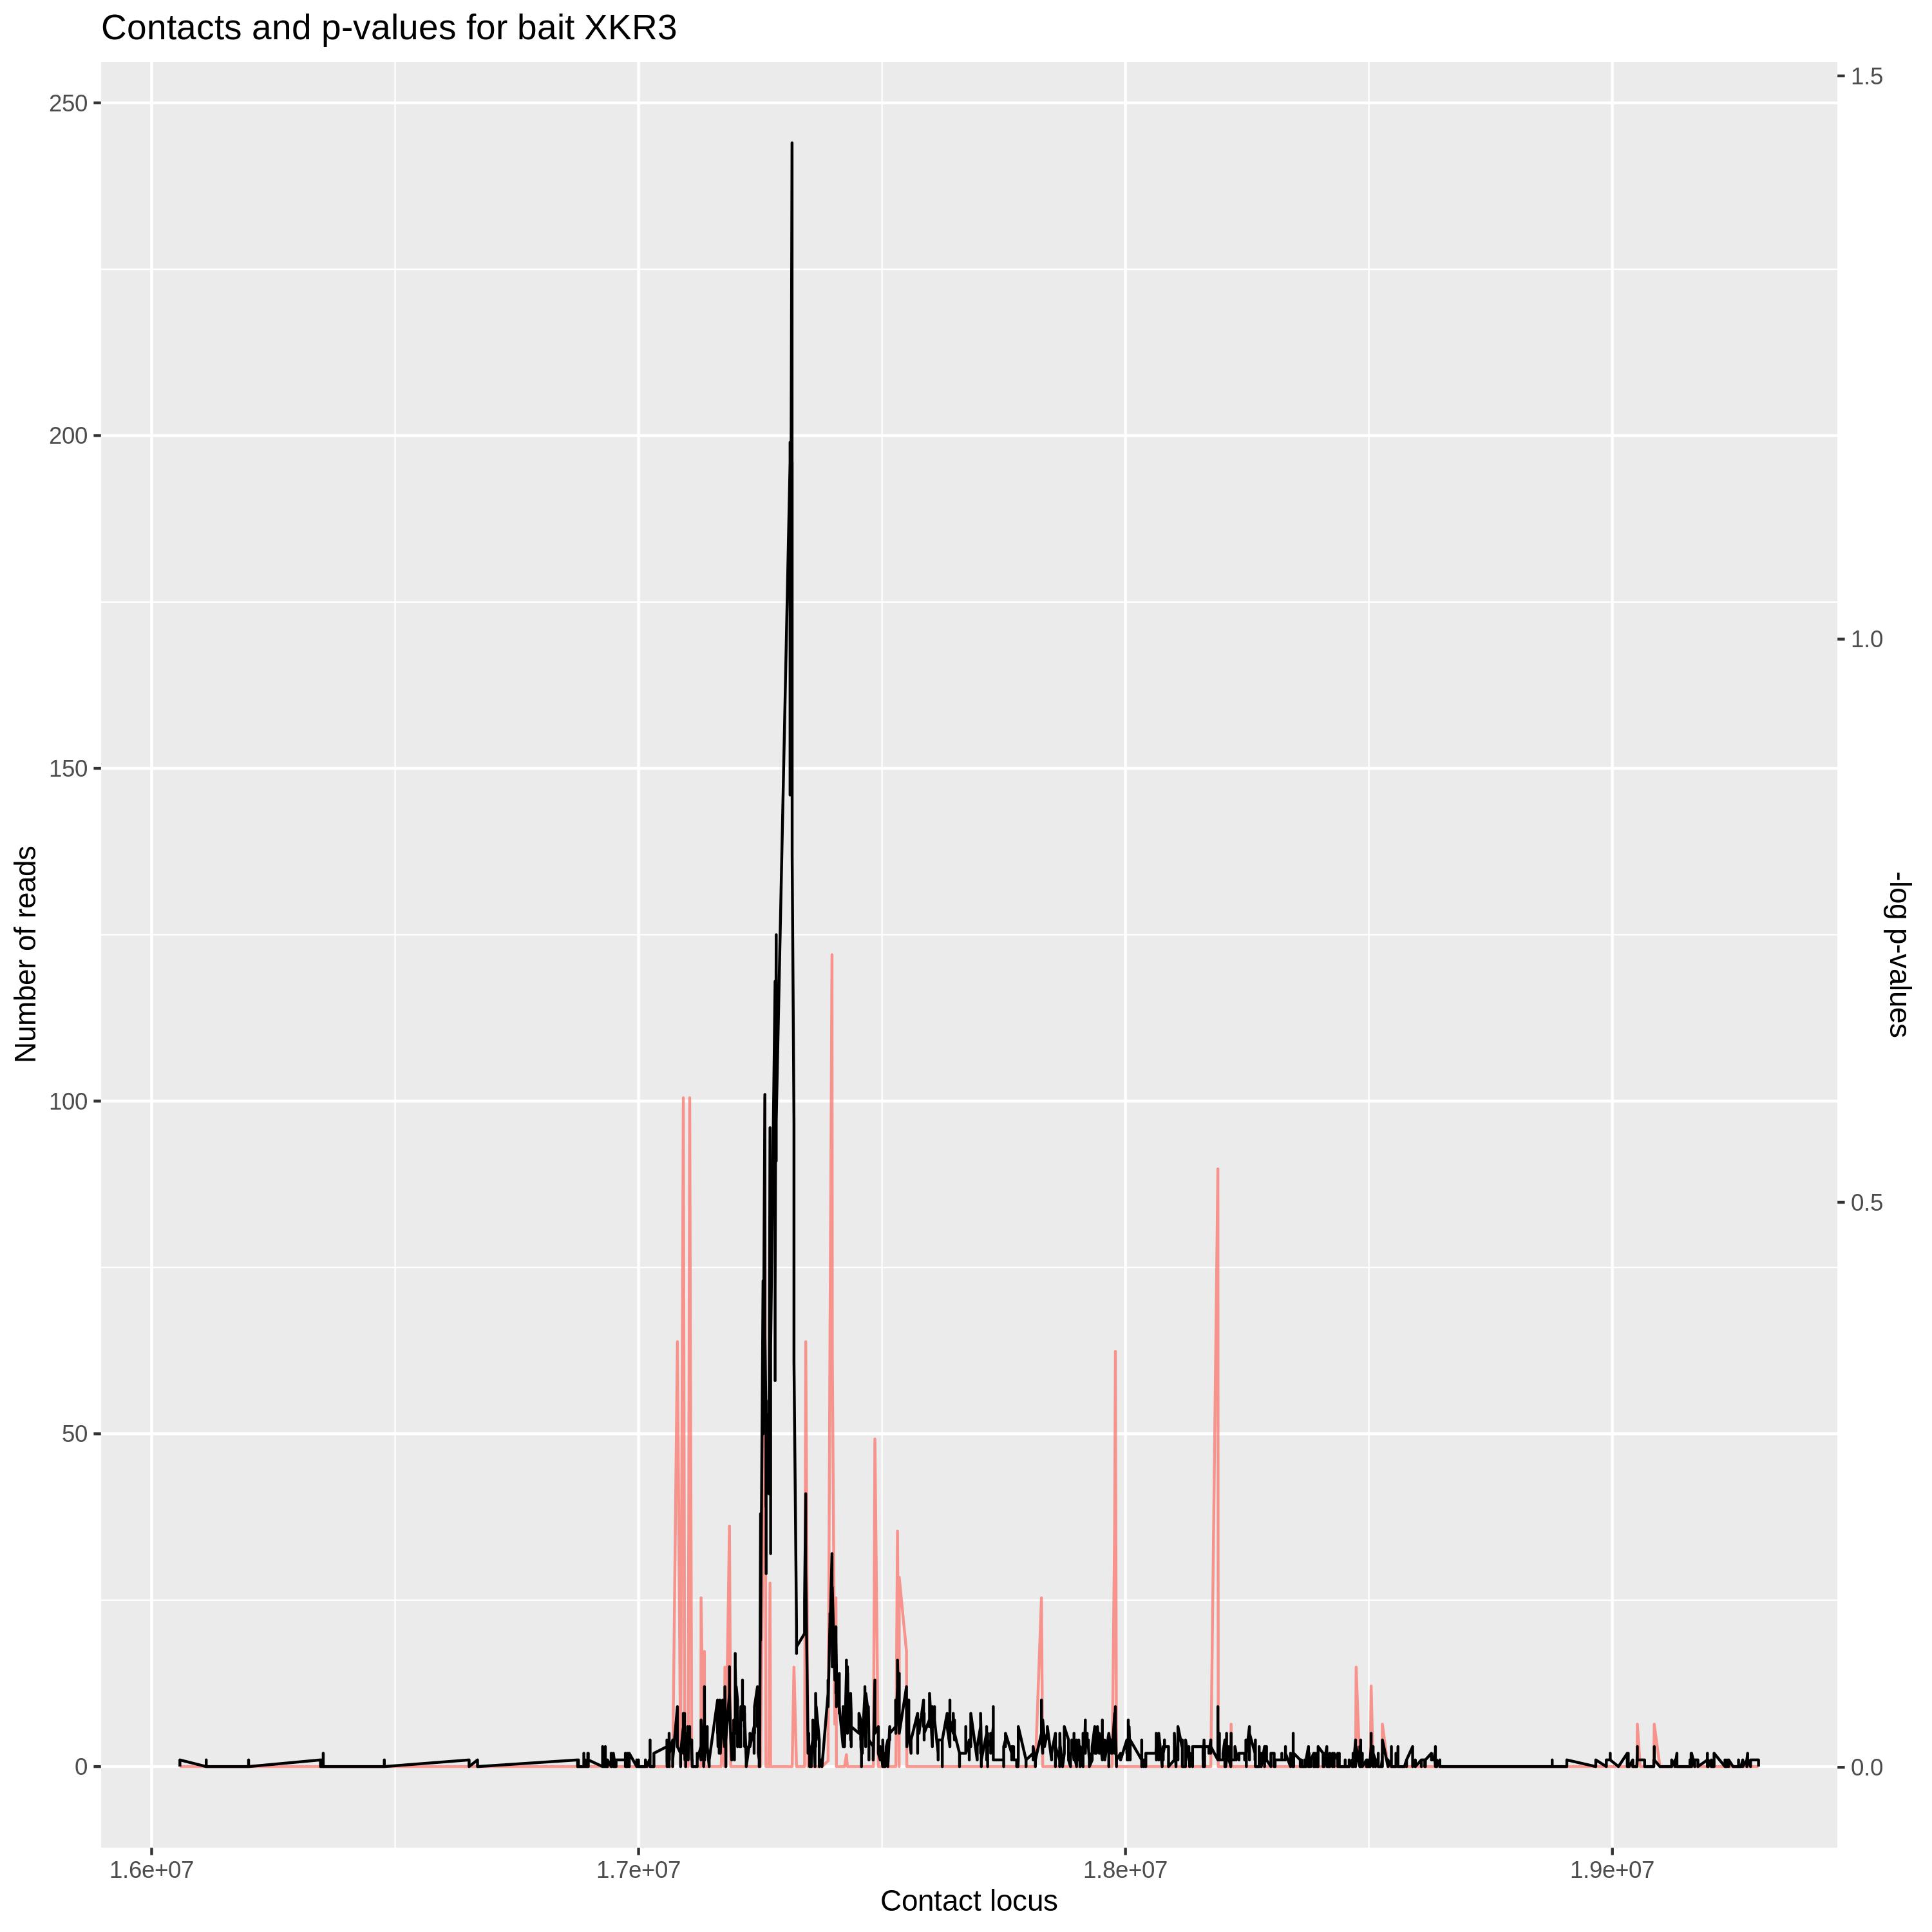 Contacts and p-values for bait XKR3
250
200
150
100
50
0
Number of reads
1.5
1.0
0.5
0.0
-log p-values
1.6e+07
1.7e+07
1.8e+07
1.9e+07
Contact locus